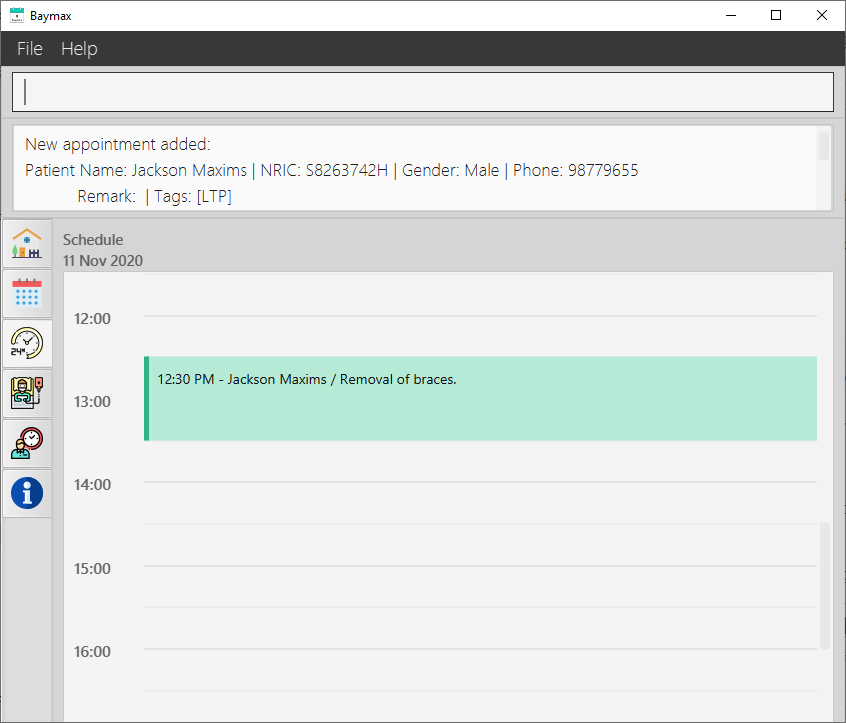 Baymax
File Help
New appointment added:
Patient Name: Jackson Maxims | NRIC: S8263742H | Gender: Male | Phone: 98779655
Remark:  | Tags: [LTP]
Schedule
11 Nov 2020
12:00
12:30 PM - Jackson Maxims / Removal of braces.
13:00
14:00
15:00
16:00
24H